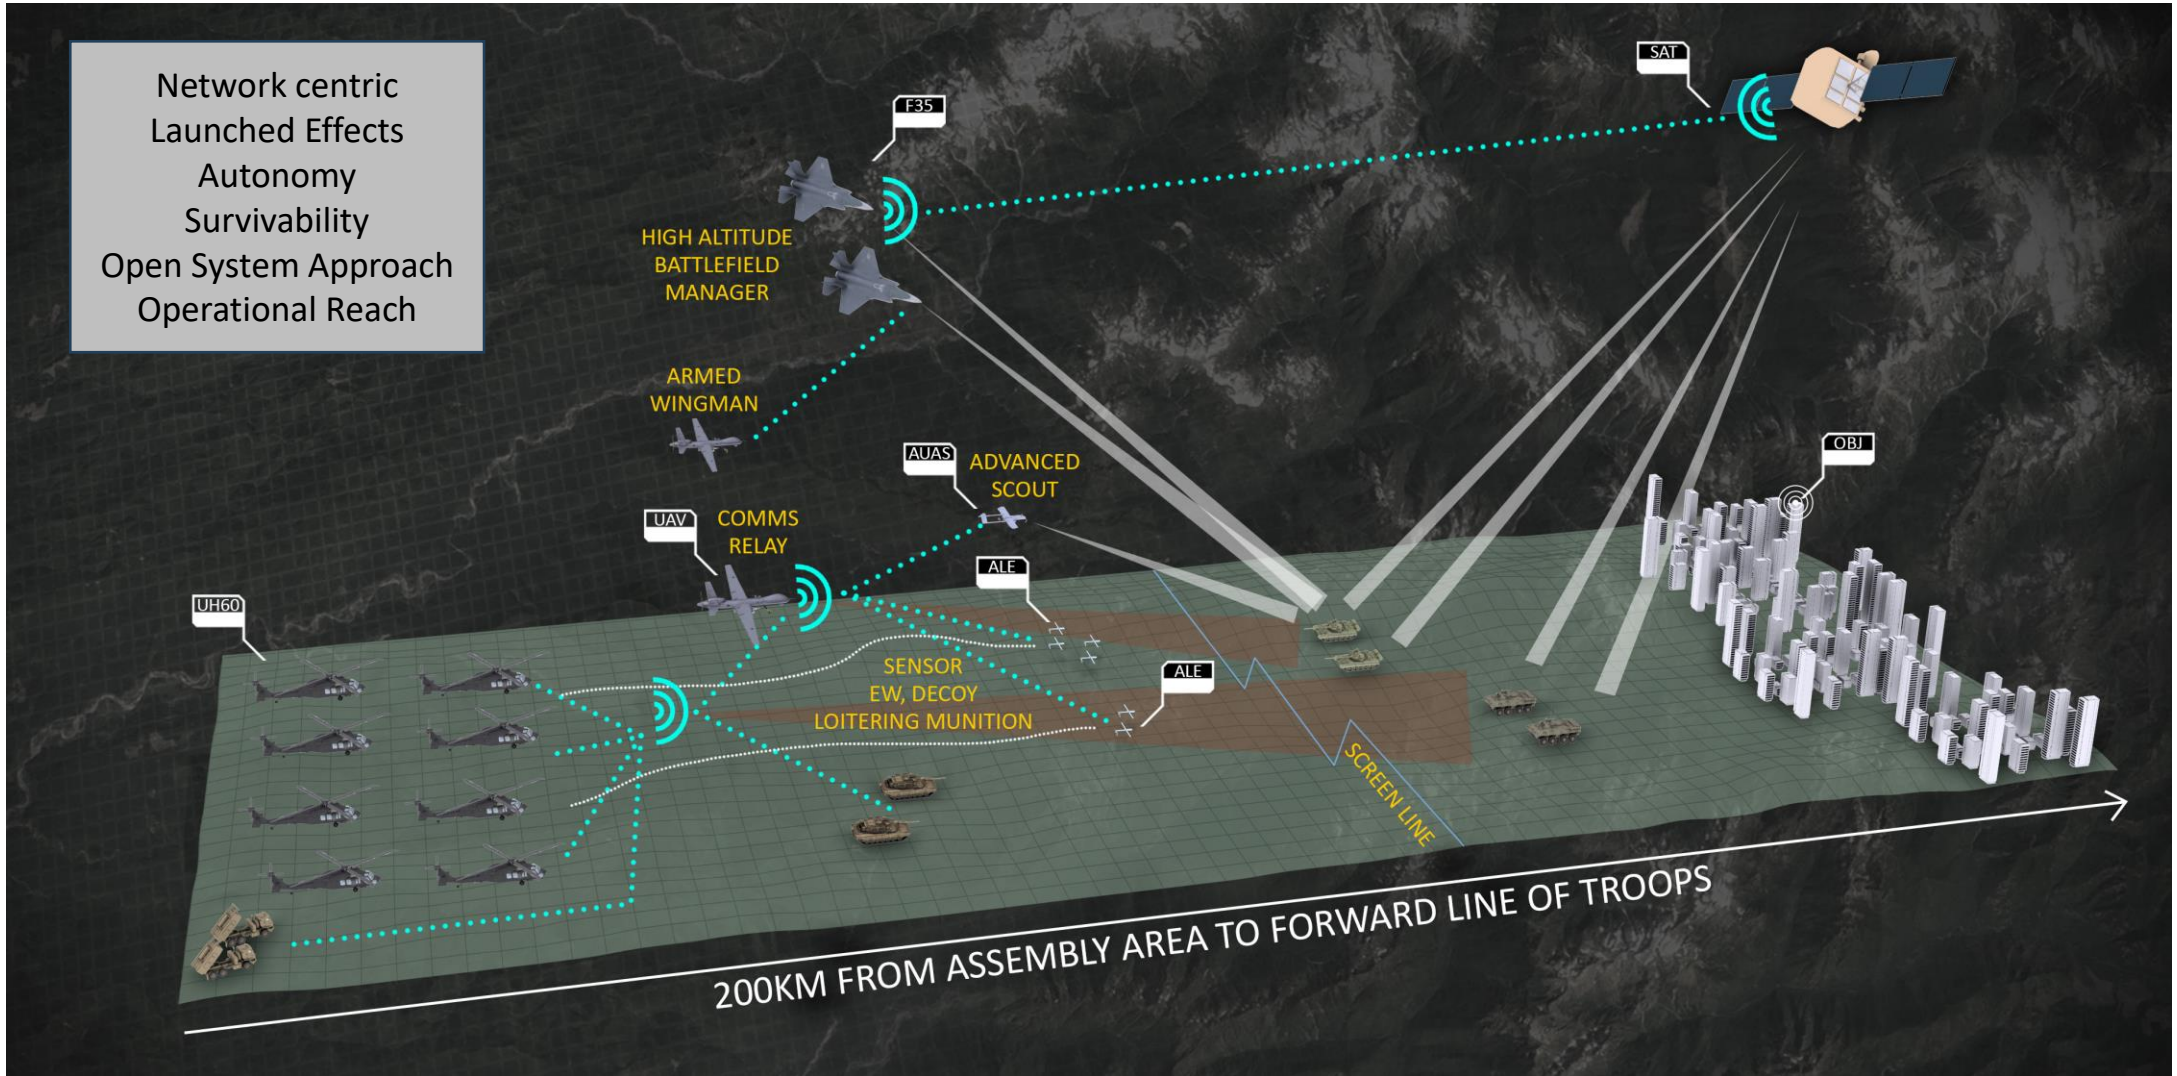 Network centric
Launched Effects
Autonomy
Survivability
Open System Approach
Operational Reach
F35
SAT
HIGH ALTITUDE
BATTLEFIELD
MANAGER
ARMED
WINGMAN
AUAS
ADVANCED
SCOUT
OBJ
UAV
COMMS
RELAY
ALE
UH60
SENSOR
EW, DECOY
LOITERING MUNITION
ALE
SCREEN LINE
200KM FROM ASSEMBLY AREA TO FORWARD LINE OF TROOPS